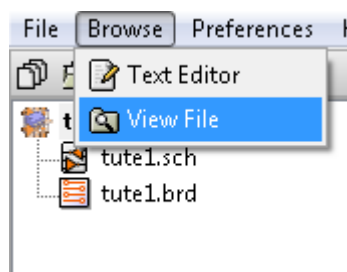 File Browse Preferences
Text Editor
View File
tute1.sch
tute1.brd